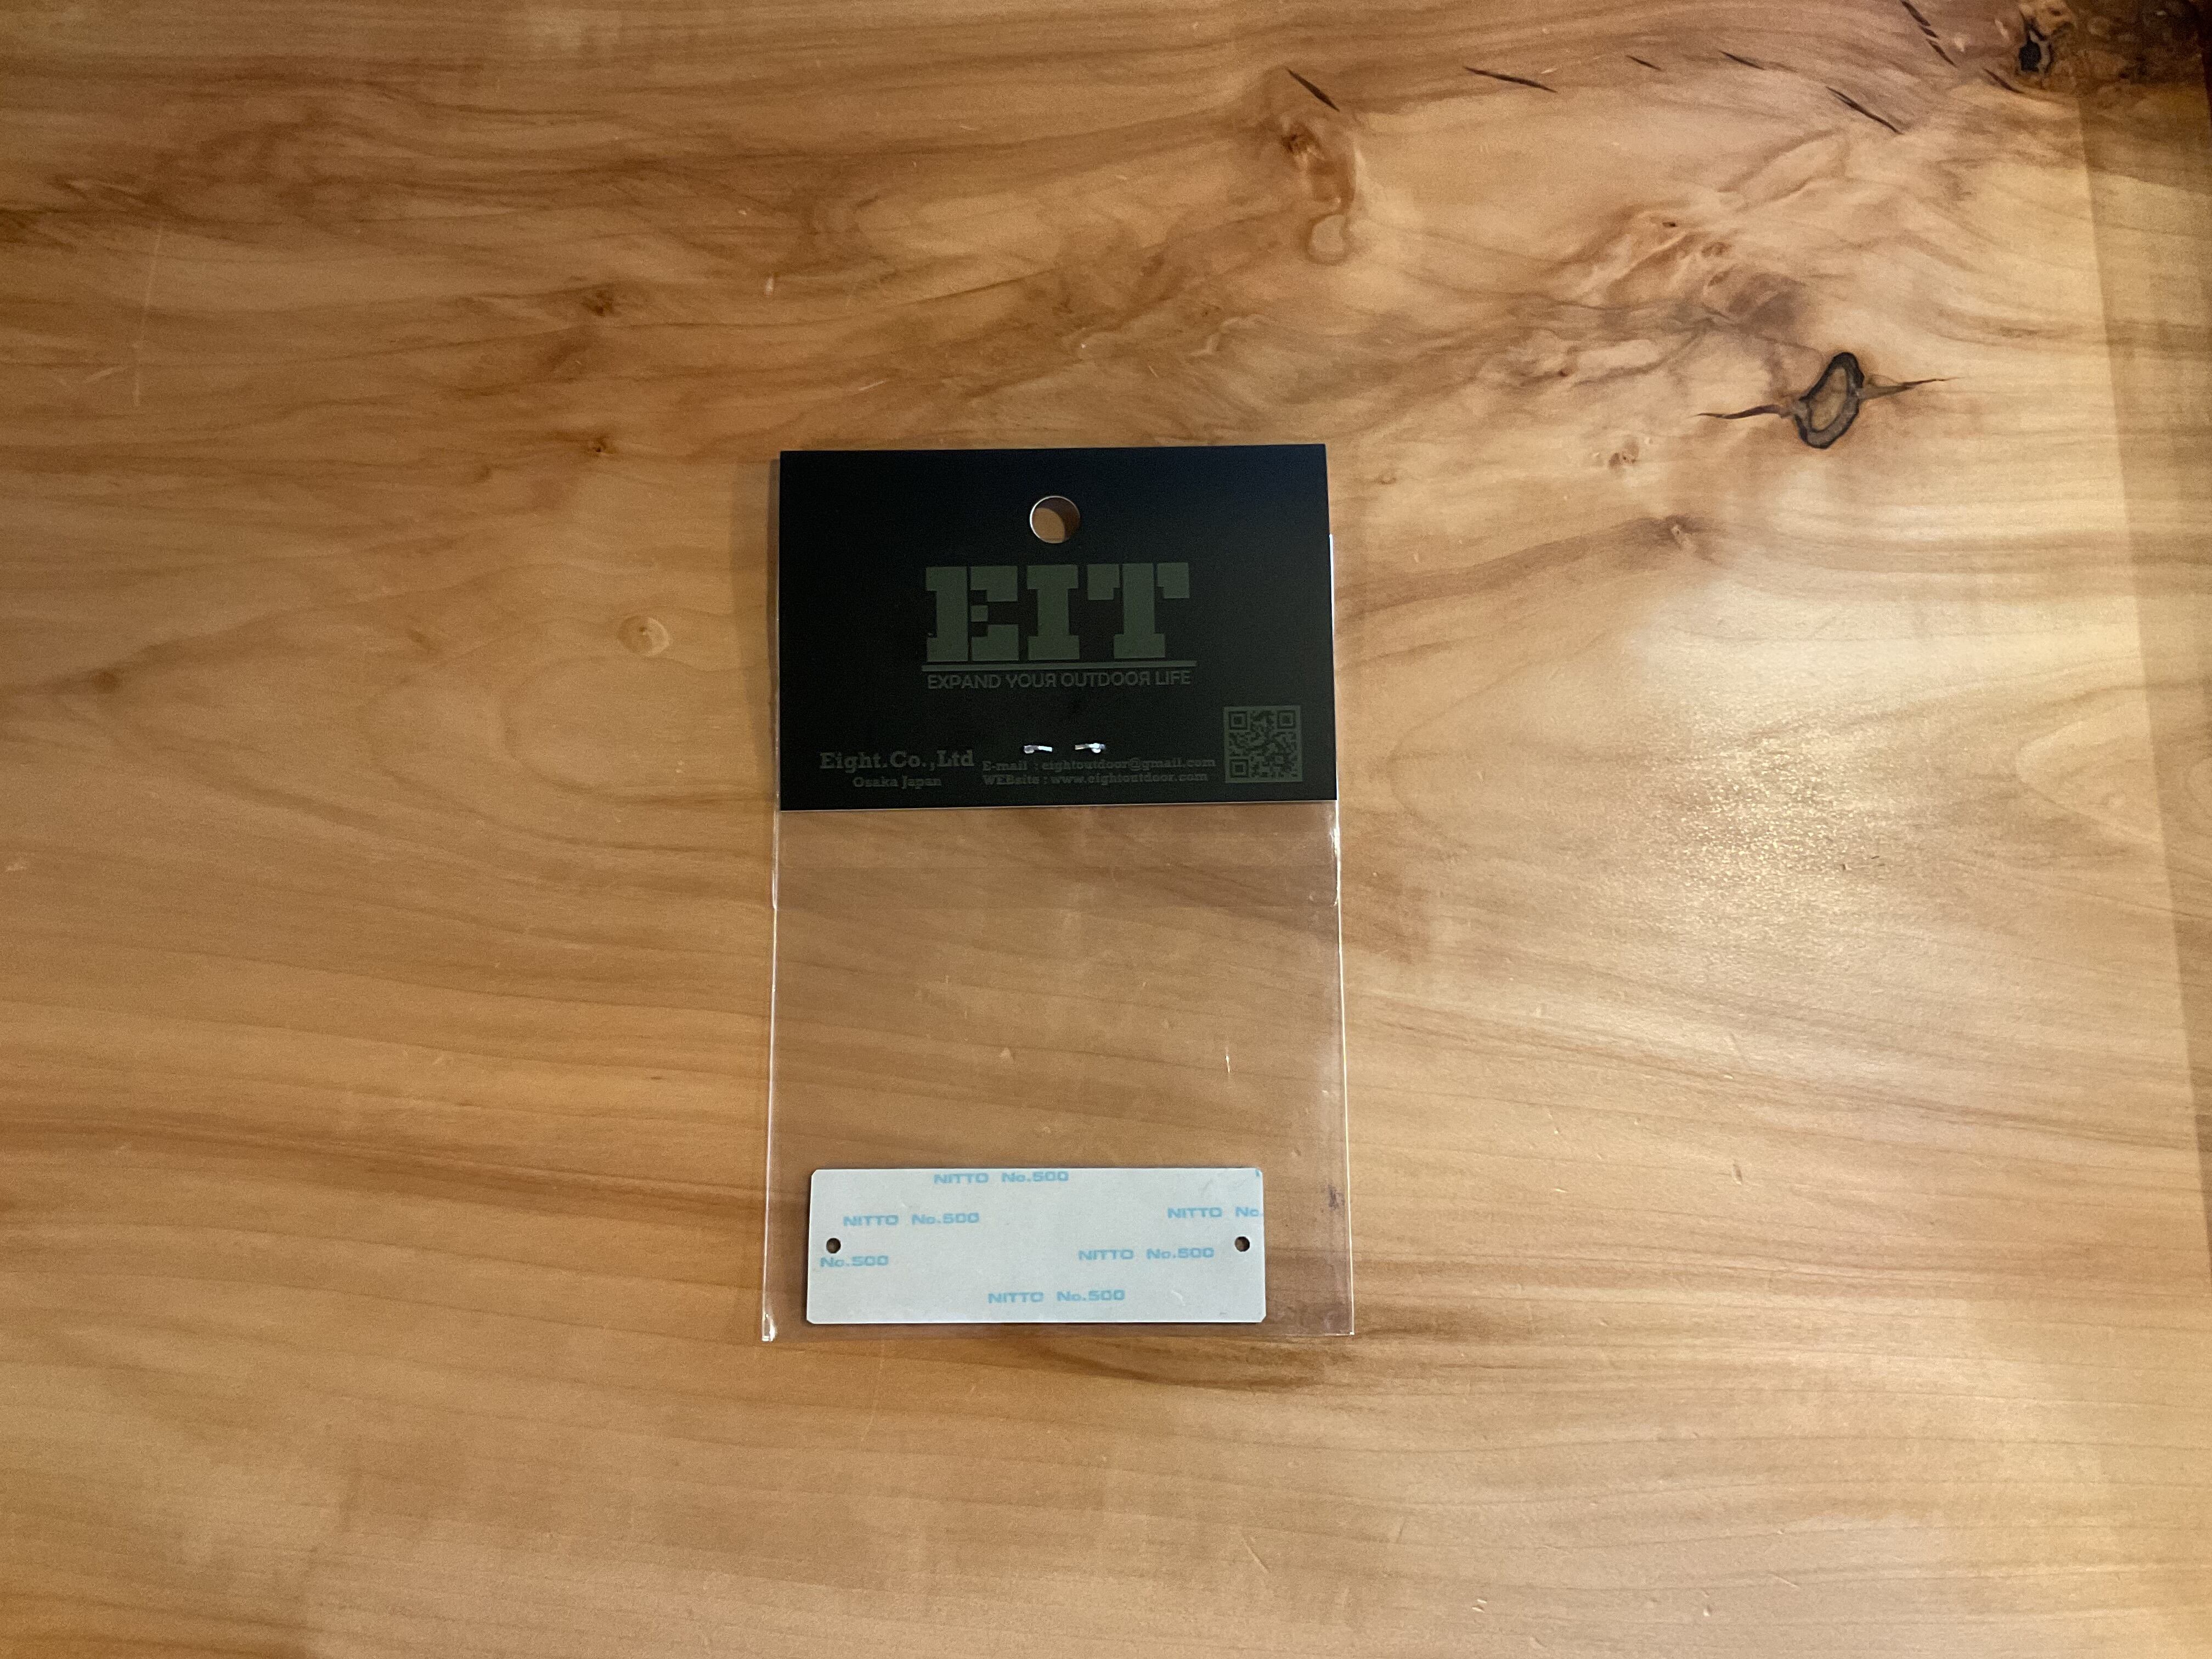 EIT
EXPAND YOUR OUTDOOR LIFE
Eight.Co.,Ltd
Osaka Japan
E-mail : eightoutdoor@gmail.com
WEBsite : www.eightoutdoor.com
NITTO No.500
NITTO No.500
NITTO No.
No.500
NITTO No.500
NITTO No.500